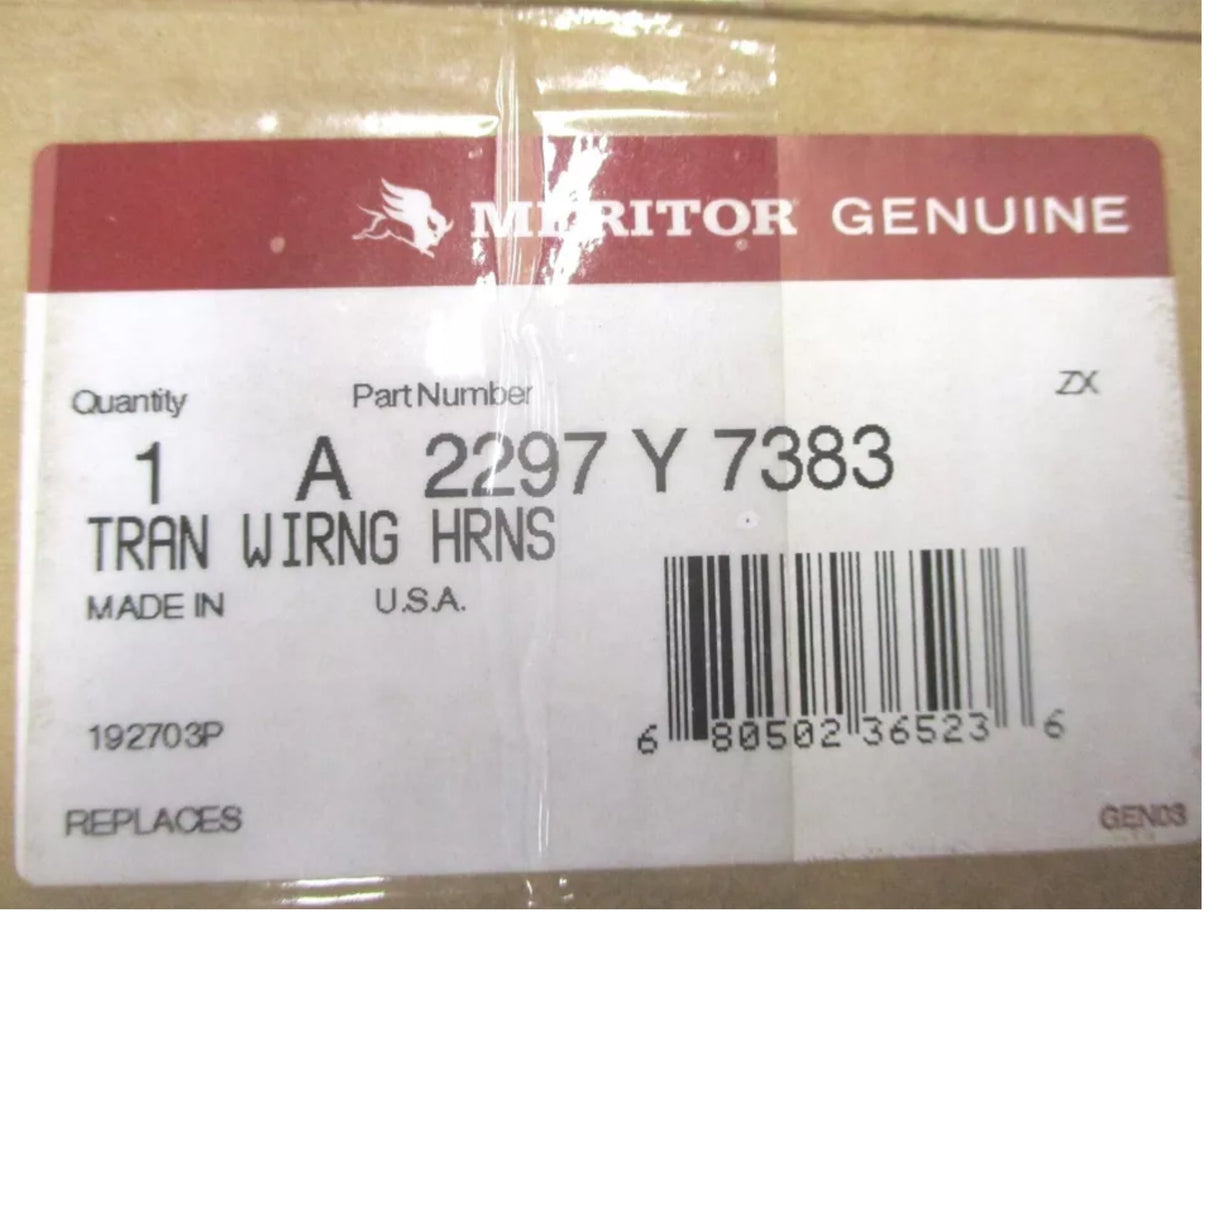 MERITOR GENUINE
Quantity Part Number ZX
1 A 2297 Y 7383
TRAN WIRNG HRNS
MADE IN U.S.A.
192703P
6 80502 36523 6
REPLACES GEN03